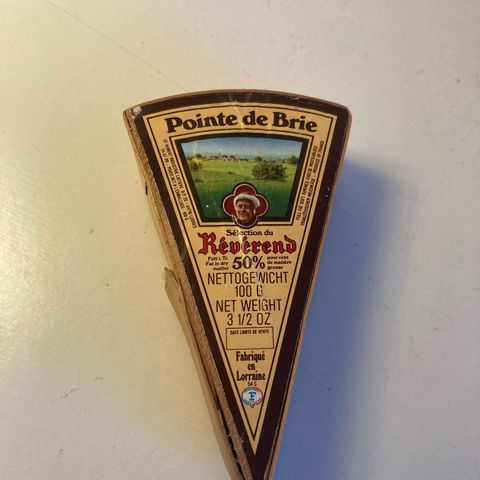 Pointe de Brie
Sélection du
Révérend
Fett i. Tr.
Fat in dry
matter
50%
pour cent
de matière
grasse
NETTOGEWICHT
100 G
NET WEIGHT
3 1/2 OZ
DATE LIMITE DE VENTE
Fabriqué
en
Lorraine
54 S
F